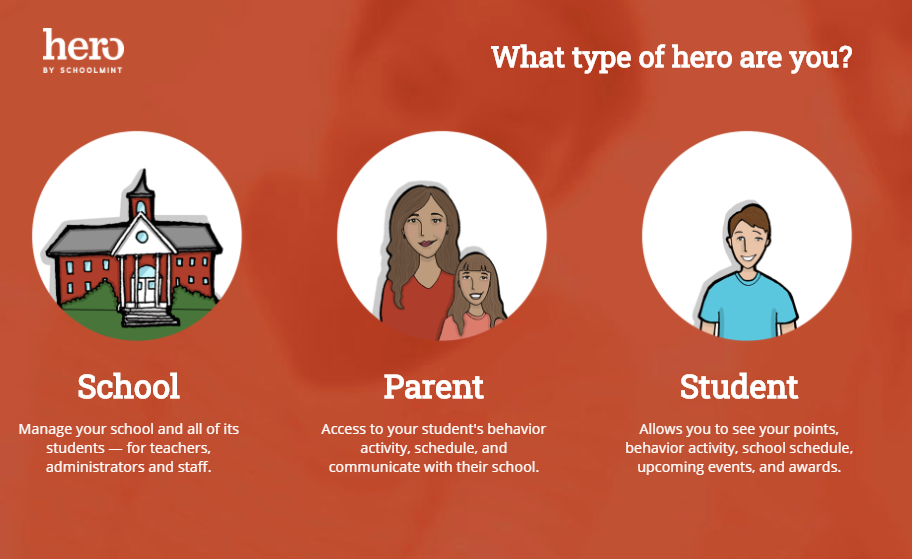 hero
BY SCHOOLMINT
What type of hero are you?
School
Manage your school and all of its
students — for teachers,
administrators and staff.
Parent
Access to your student's behavior
activity, schedule, and
communicate with their school.
Student
Allows you to see your points,
behavior activity, school schedule,
upcoming events, and awards.